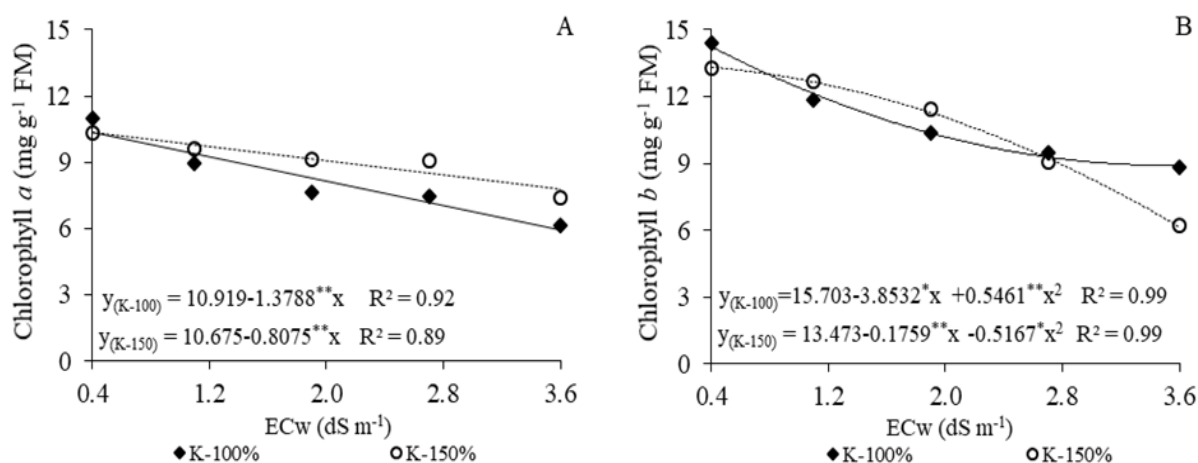 A
Chlorophyll a (mg g⁻¹ FM)
15
12
9
6
3
0
y(K-100) = 10.919-1.3788**x R² = 0.92
y(K-150) = 10.675-0.8075**x R² = 0.89
0.4 1.2 2.0 2.8 3.6
ECw (dS m⁻¹)
K-100% K-150%
B
Chlorophyll b (mg g⁻¹ FM)
15
12
9
6
3
0
y(K-100)=15.703-3.8532*x +0.5461**x² R² = 0.99
y(K-150) = 13.473-0.1759**x -0.5167*x² R² = 0.99
0.4 1.2 2.0 2.8 3.6
ECw (dS m⁻¹)
K-100% K-150%